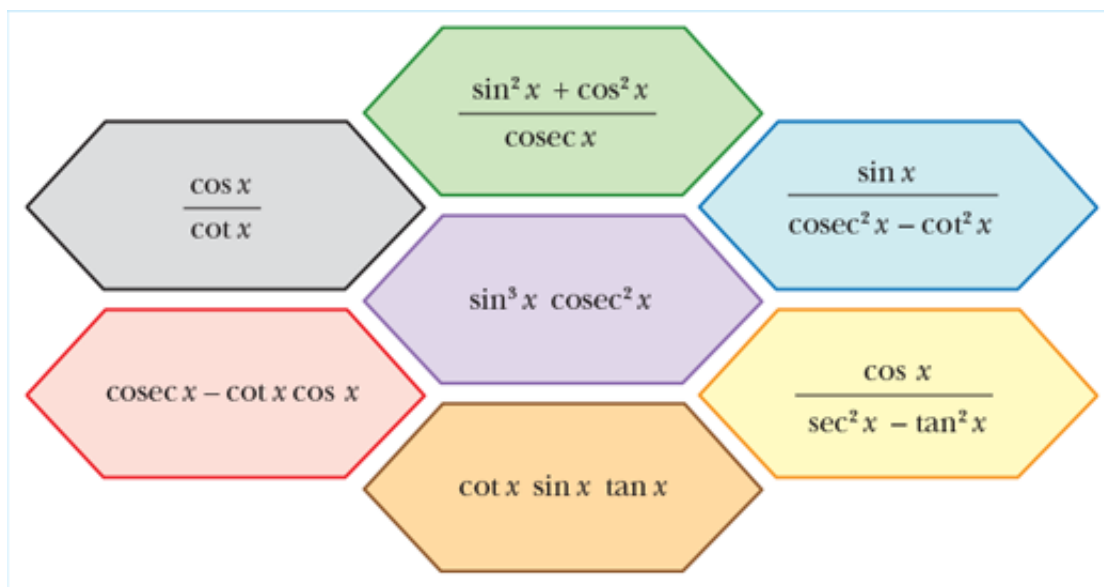 sin² x + cos² x
cosec x
cos x
cot x
sin x
cosec² x − cot² x
sin³ x cosec² x
cosec x − cot x cos x
cos x
sec² x − tan² x
cot x sin x tan x